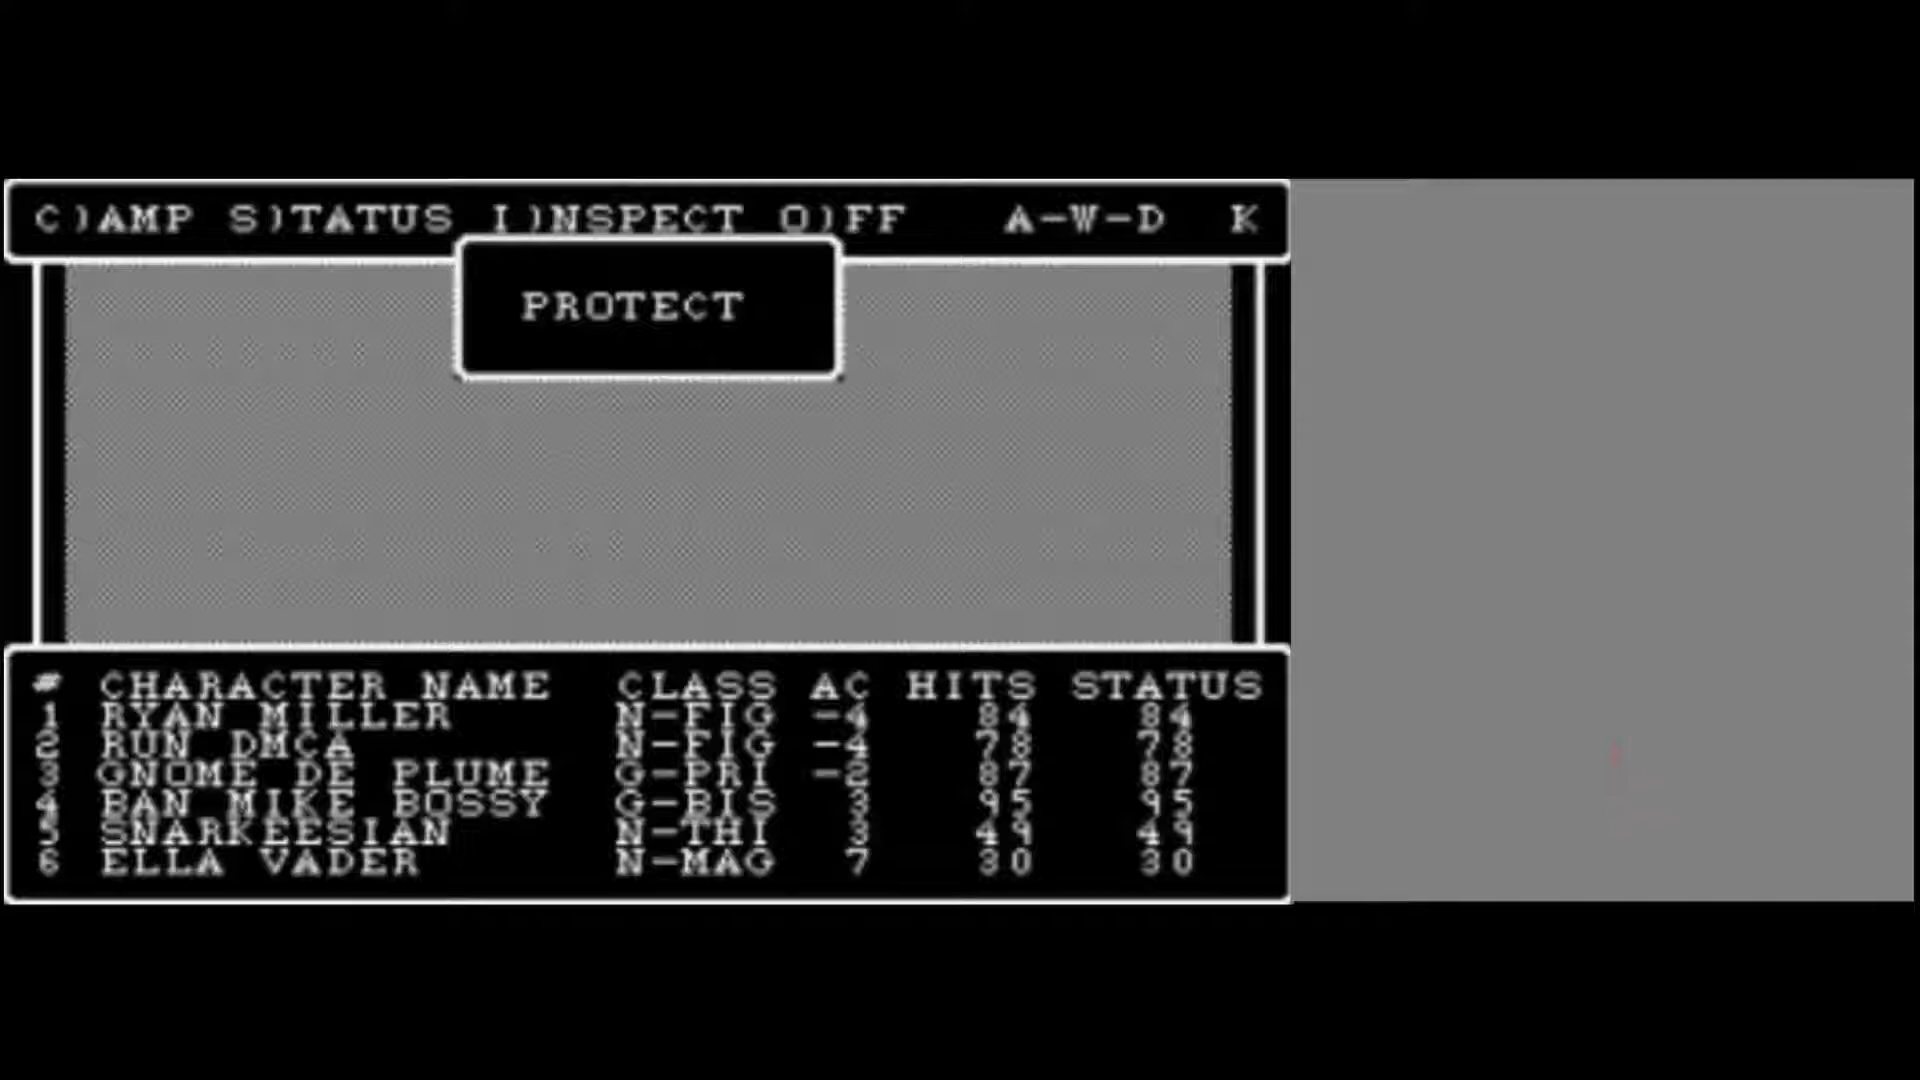 C)AMP S)TATUS I)NSPECT O)FF A-W-D K
PROTECT
# CHARACTER NAME CLASS AC HITS STATUS
1 RYAN MILLER N-FIG -4 84 84
2 RUN DMCA N-FIG -4 78 78
3 GNOME DE PLUME G-PRI -2 87 87
4 BAN MIKE BOSSY G-BIS 3 95 95
5 SNARKEESIAN N-THI 3 49 49
6 ELLA VADER N-MAG 7 30 30